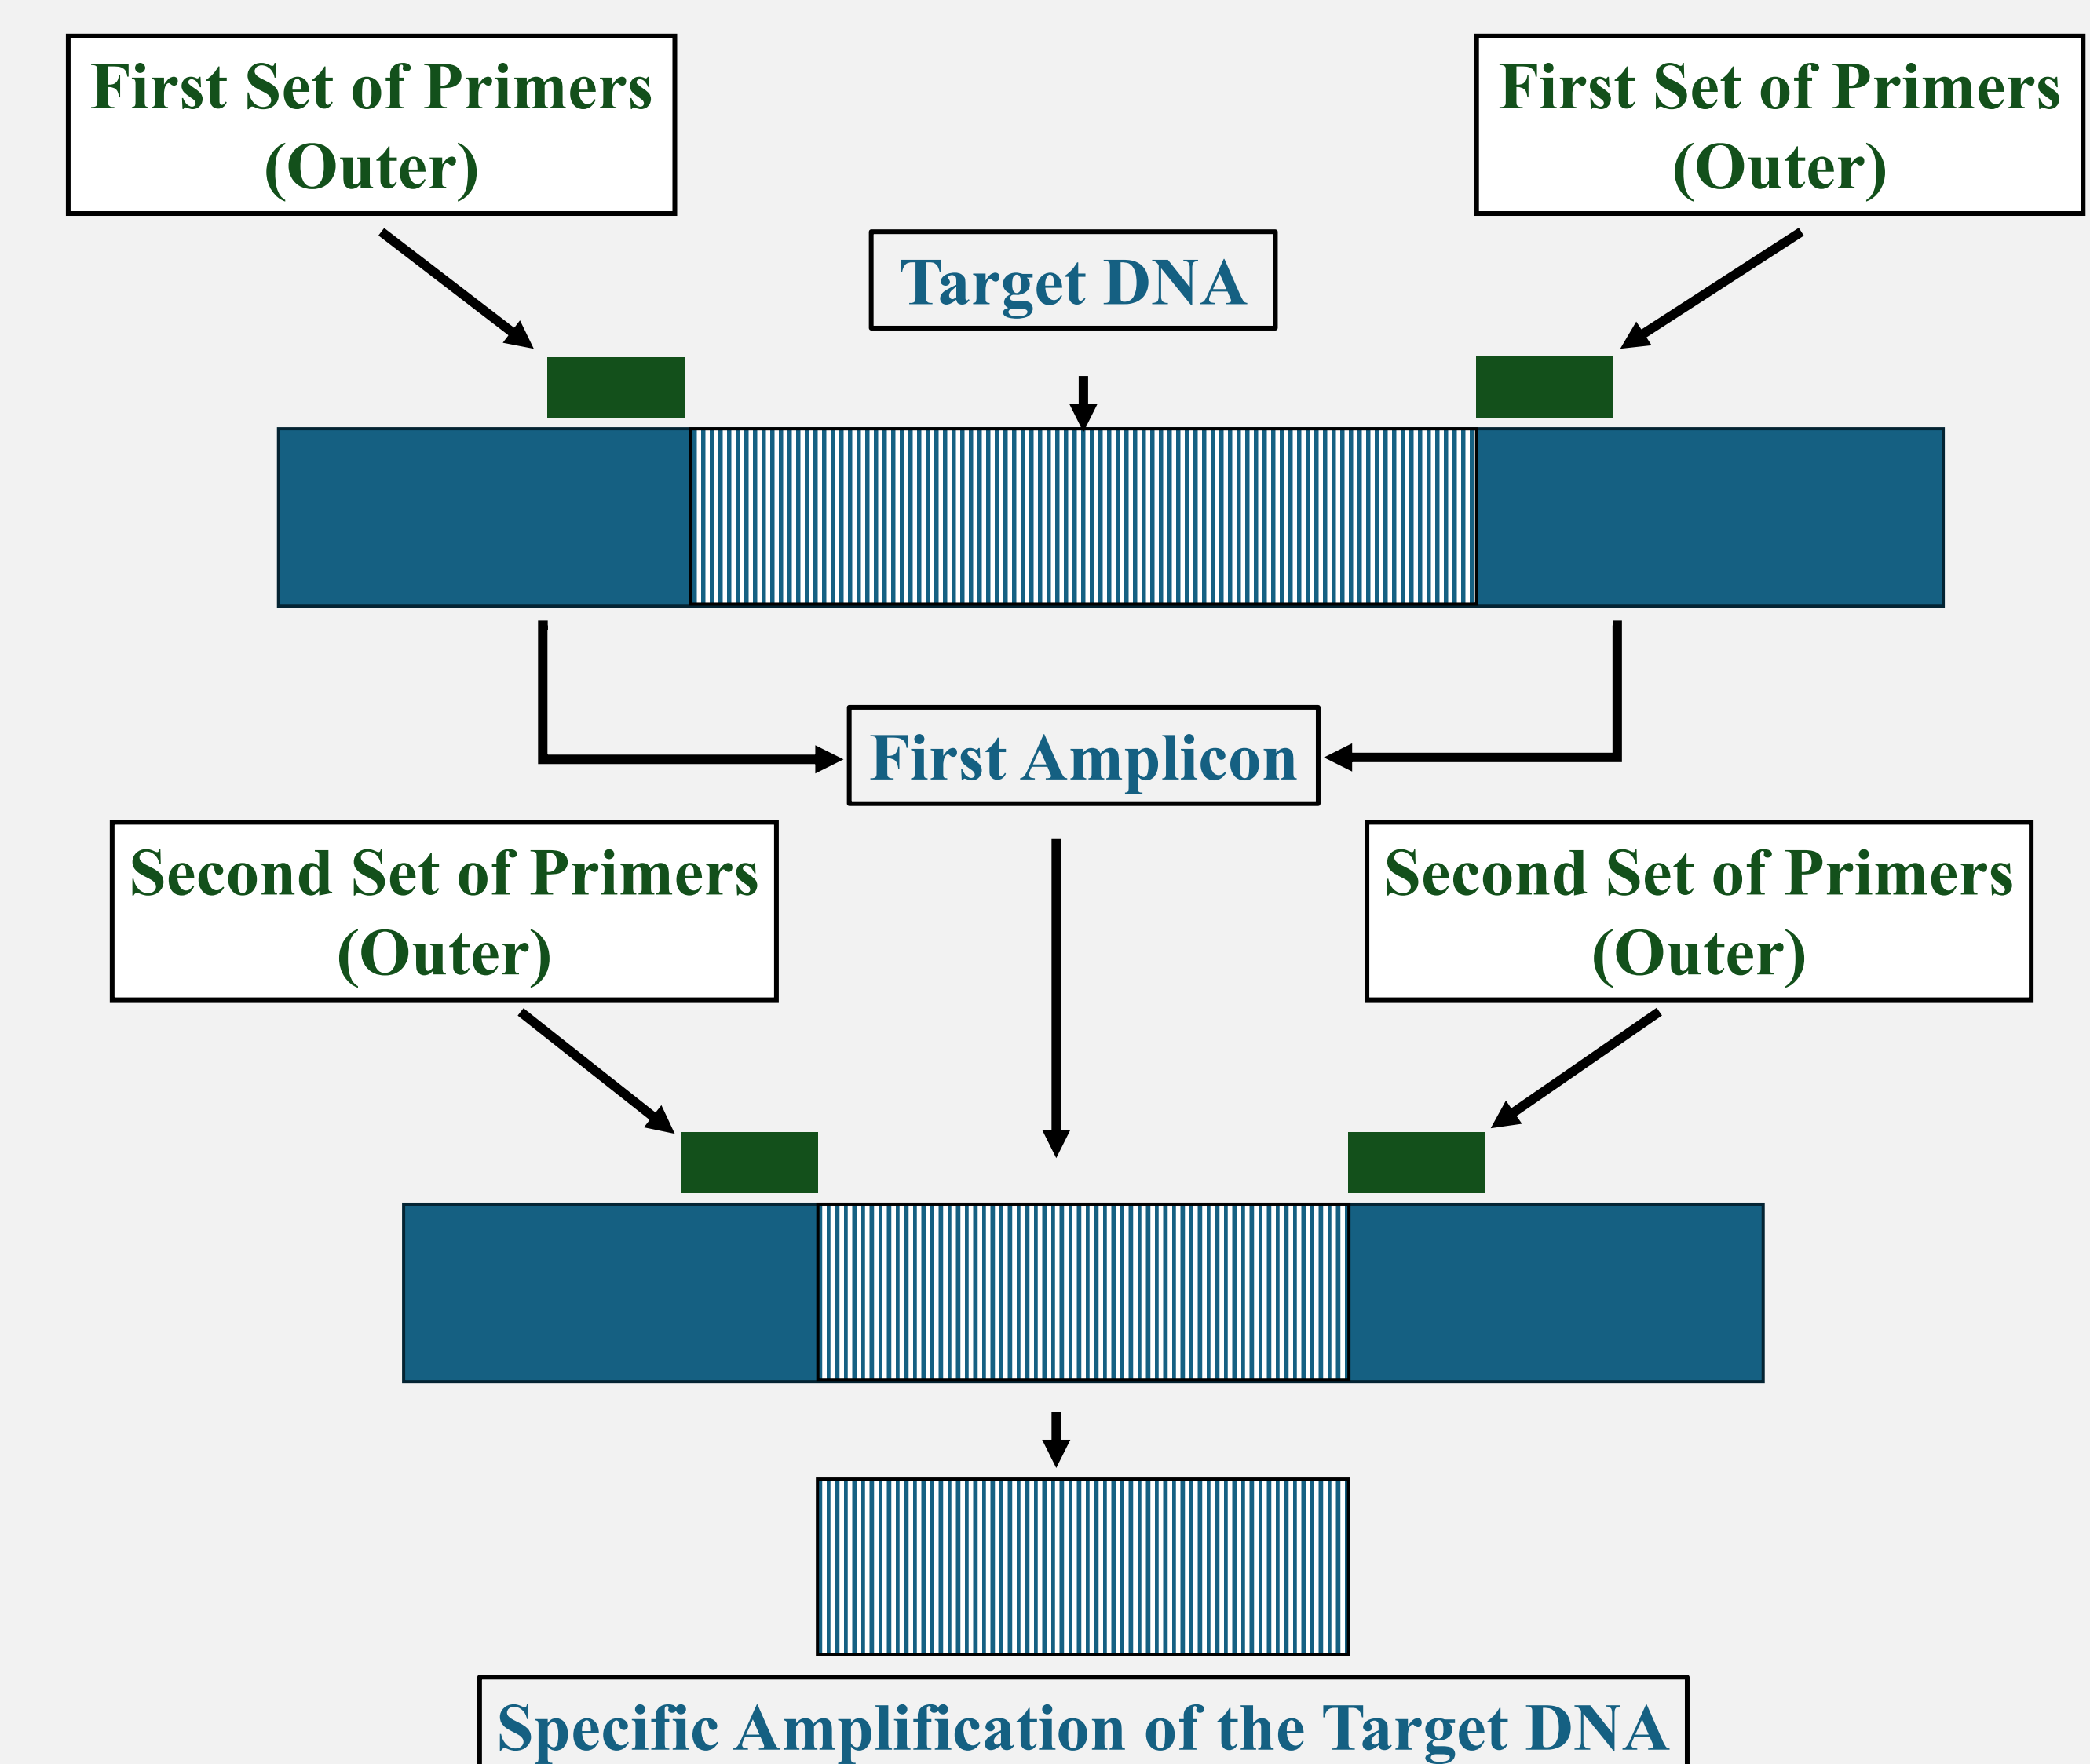 First Set of Primers
(Outer)
First Set of Primers
(Outer)
Target DNA
First Amplicon
Second Set of Primers
(Outer)
Second Set of Primers
(Outer)
Specific Amplification of the Target DNA